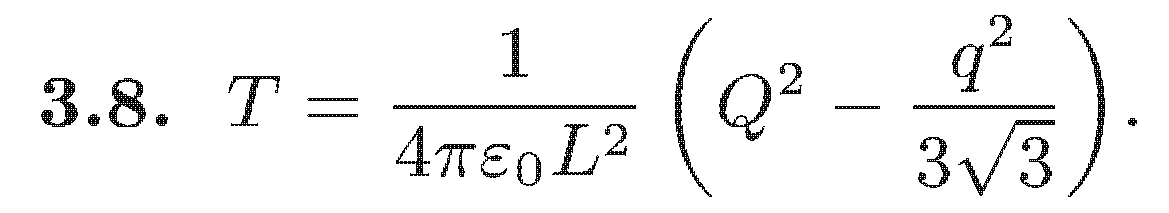 3.8. $T = \frac{1}{4\pi\varepsilon_0 L^2} \left( Q^2 - \frac{q^2}{3\sqrt{3}} \right).$